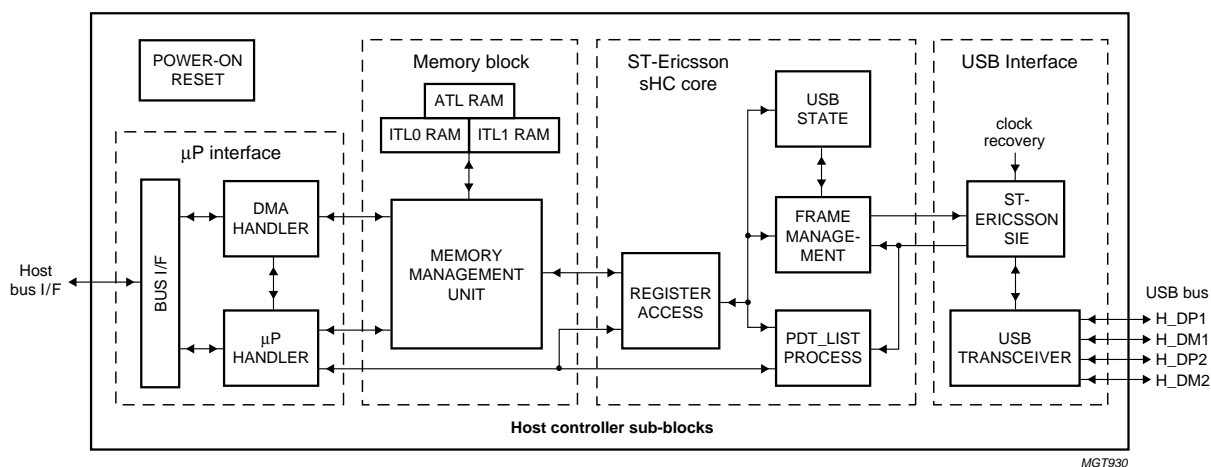 POWER-ON
RESET
Memory block
ATL RAM
ITL0 RAM
ITL1 RAM
ST-Ericsson
sHC core
USB
STATE
USB Interface
clock
recovery
μP interface
DMA
HANDLER
MEMORY
MANAGEMENT
UNIT
FRAME
MANAGE-
MENT
ST-
ERICSSON
SIE
Host
bus I/F
BUS I/F
REGISTER
ACCESS
μP
HANDLER
PDT_LIST
PROCESS
USB
TRANSCEIVER
USB bus
H_DP1
H_DM1
H_DP2
H_DM2
Host controller sub-blocks
MGT930